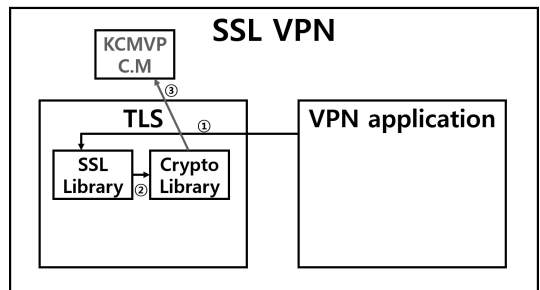 SSL VPN
KCMVP
C.M
③
TLS
①
VPN application
SSL
Library
②
Crypto
Library